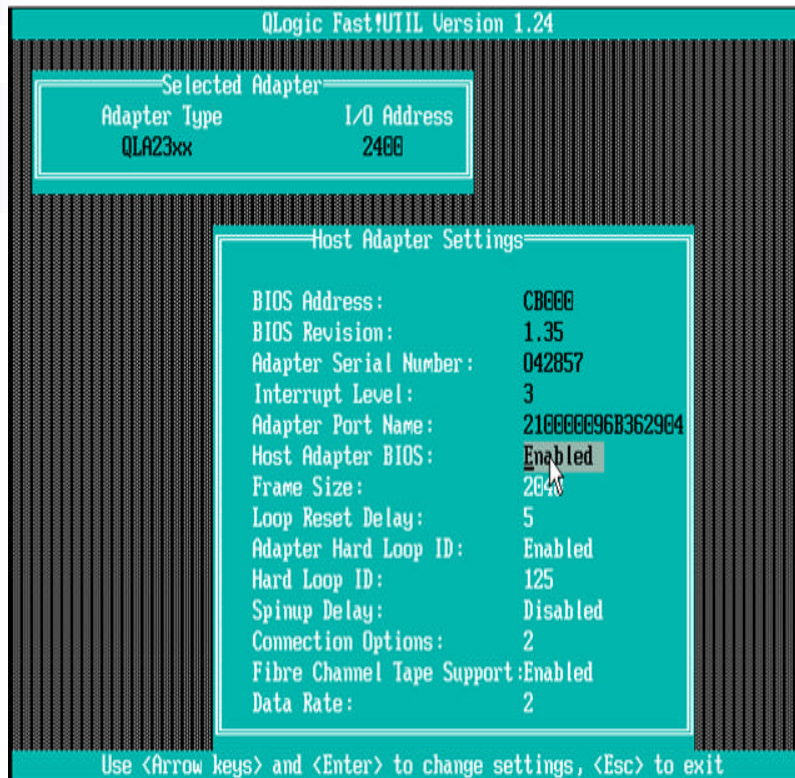 QLogic Fast!UTIL Version 1.24
Selected Adapter
Adapter Type I/O Address
QLA23xx 2400
Host Adapter Settings
BIOS Address: CB000
BIOS Revision: 1.35
Adapter Serial Number: O42857
Interrupt Level: 3
Adapter Port Name: 210000096B362904
Host Adapter BIOS: Enabled
Frame Size: 2048
Loop Reset Delay: 5
Adapter Hard Loop ID: Enabled
Hard Loop ID: 125
Spinup Delay: Disabled
Connection Options: 2
Fibre Channel Tape Support:Enabled
Data Rate: 2
Use <Arrow keys> and <Enter> to change settings, <Esc> to exit